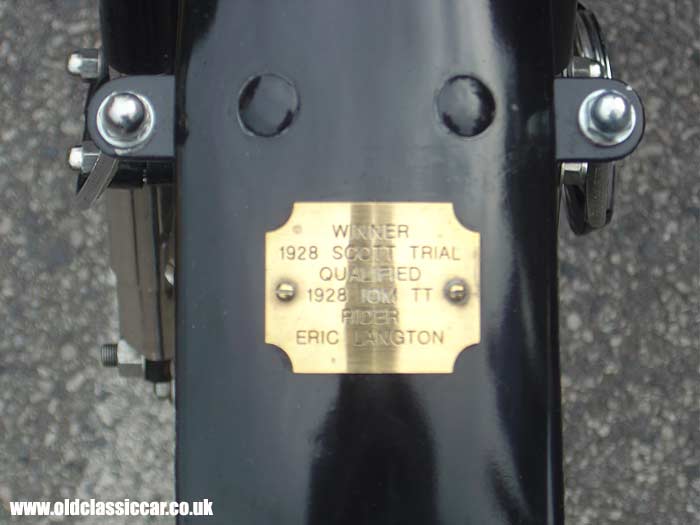 WINNER
1928 SCOTT TRIAL
QUALIFIED
1928 IOM TT
RIDER
ERIC LANGTON
www.oldclassiccar.co.uk